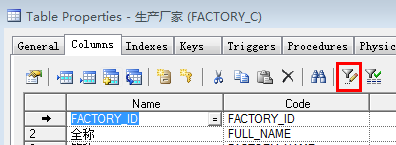 Table Properties - 生产厂家 (FACTORY_C)
General Columns Indexes Keys Triggers Procedures Physic
Name Code
FACTORY_ID = FACTORY_ID
2 全称 FULL_NAME